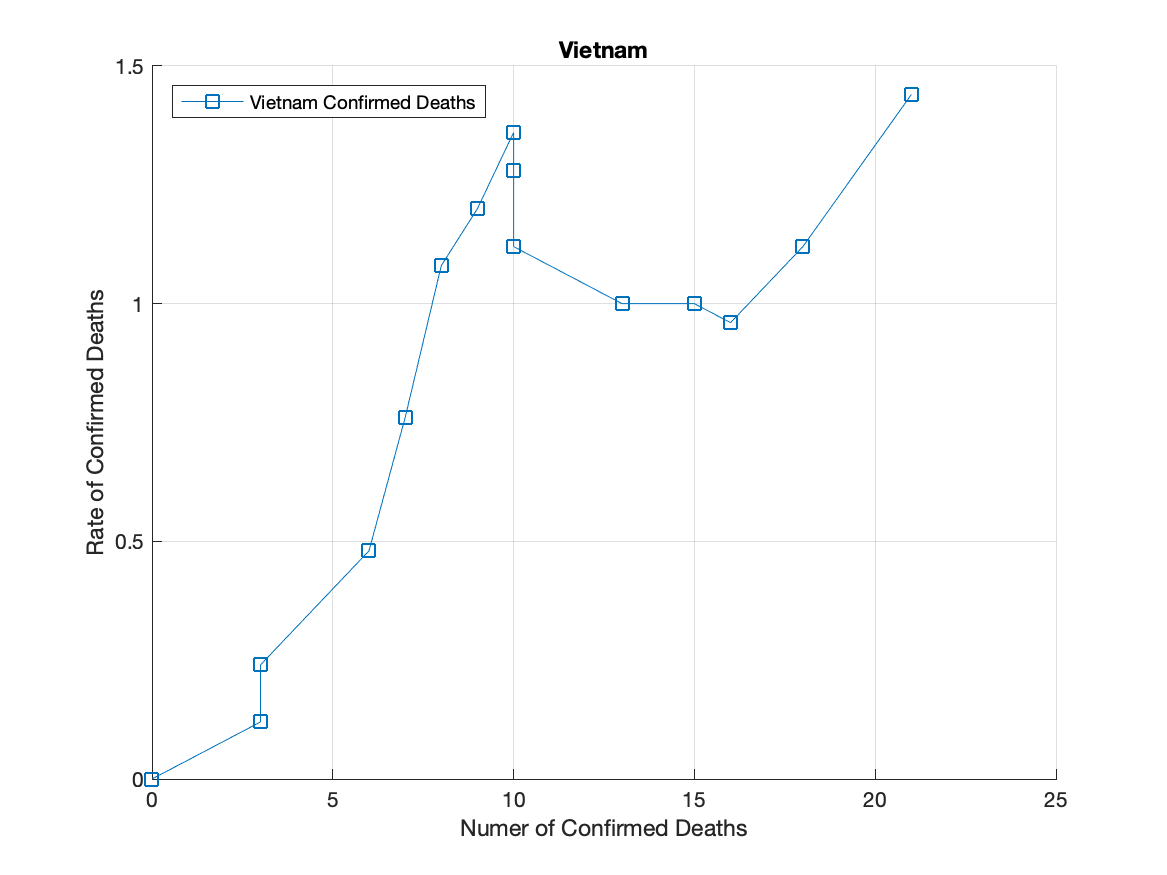 Vietnam
Vietnam Confirmed Deaths
Rate of Confirmed Deaths
1.5
1
0.5
0
0 5 10 15 20 25
Numer of Confirmed Deaths